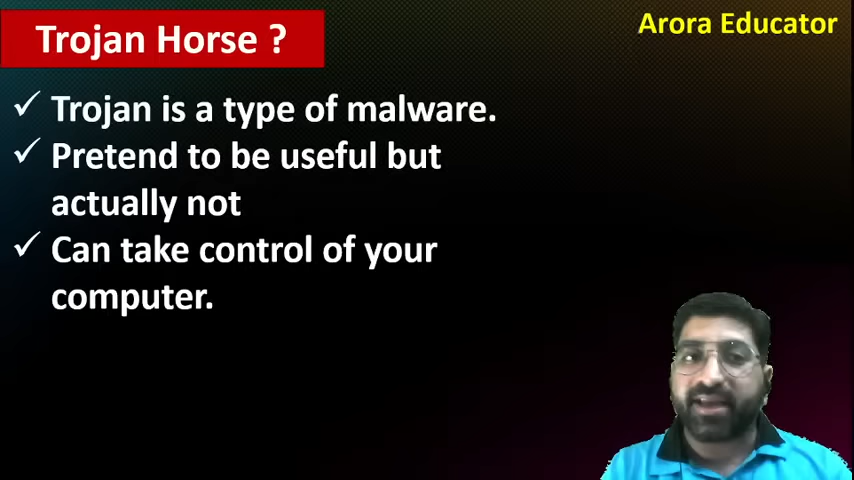 Trojan Horse ?
Arora Educator
✓ Trojan is a type of malware.
✓ Pretend to be useful but
actually not
✓ Can take control of your
computer.